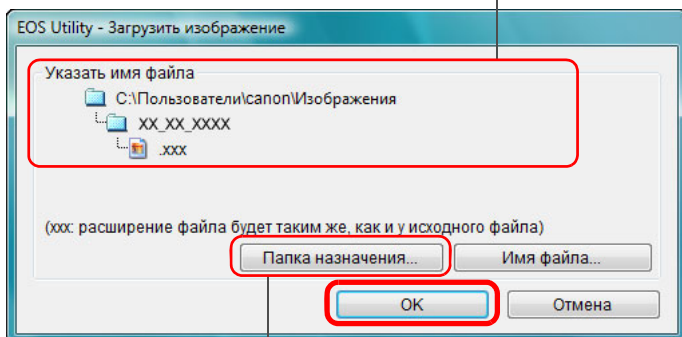 EOS Utility - Загрузить изображение
Указать имя файла
C:\Пользователи\canon\Изображения
XX_XX_XXXX
.xxx
(xxx: расширение файла будет таким же, как и у исходного файла)
Папка назначения... Имя файла...
OK Отмена